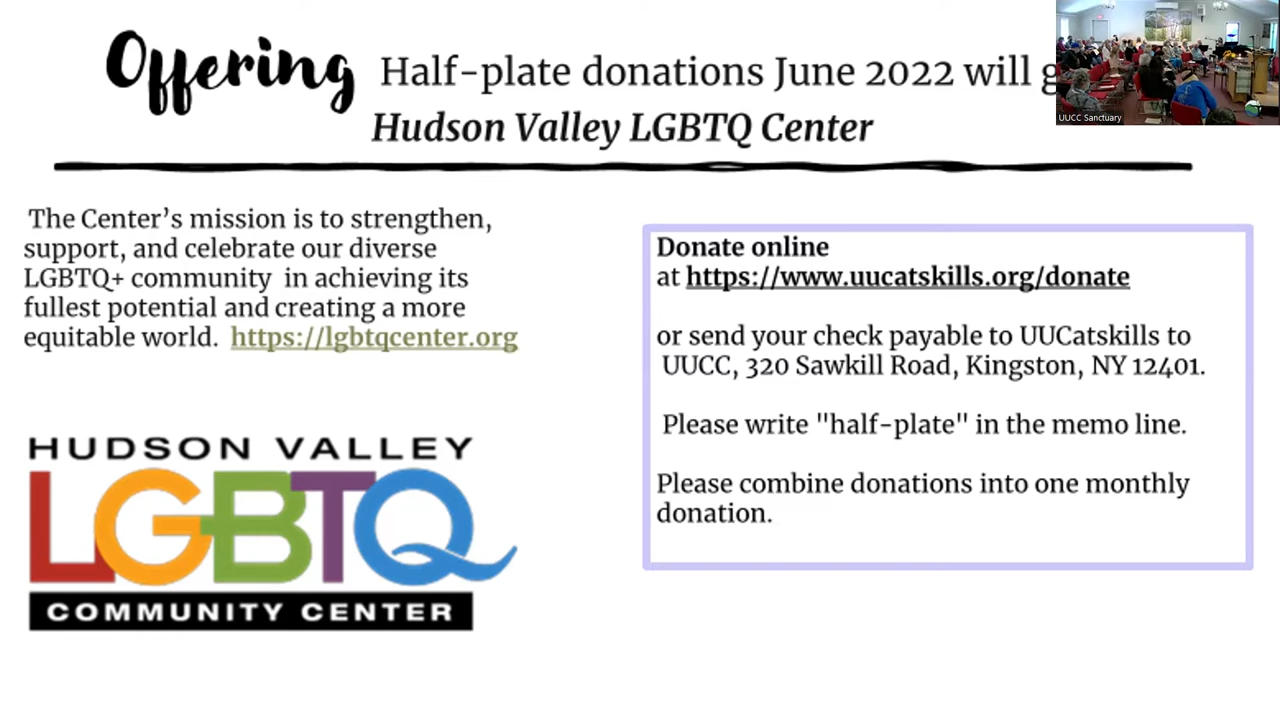 Offering Half-plate donations June 2022 will g
Hudson Valley LGBTQ Center
UUCC Sanctuary
The Center's mission is to strengthen,
support, and celebrate our diverse
LGBTQ+ community in achieving its
fullest potential and creating a more
equitable world. https://lgbtqcenter.org
HUDSON VALLEY
LGBTQ
COMMUNITY CENTER
Donate online
at https://www.uucatskills.org/donate
or send your check payable to UUCatskills to
UUCC, 320 Sawkill Road, Kingston, NY 12401.
Please write "half-plate" in the memo line.
Please combine donations into one monthly
donation.